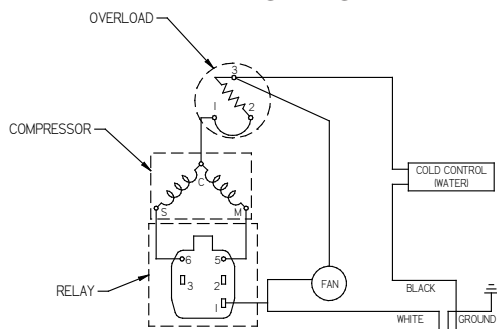 OVERLOAD
3
1 2
COMPRESSOR
C
S M
COLD CONTROL
(WATER)
6 5
3 2
1
RELAY
FAN
BLACK
WHITE
GROUND